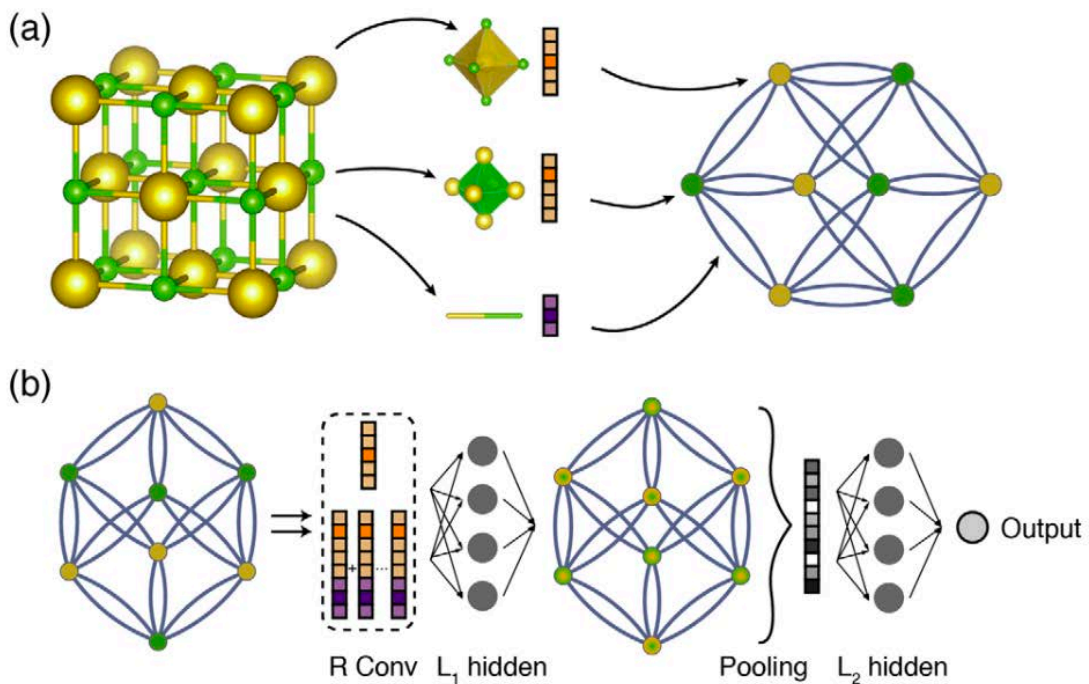 (a)
(b)
+
...
Output
R Conv
L₁ hidden
Pooling
L₂ hidden